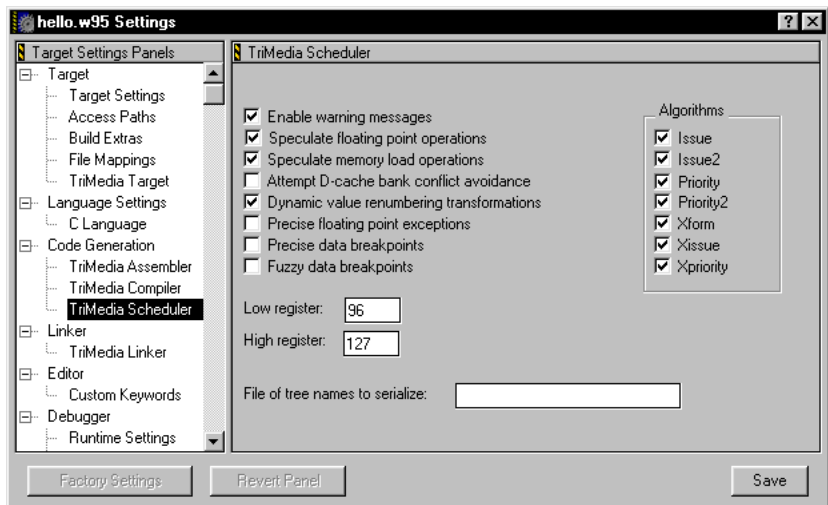 hello.w95 Settings
Target Settings Panels
Target
Target Settings
Access Paths
Build Extras
File Mappings
TriMedia Target
Language Settings
C Language
Code Generation
TriMedia Assembler
TriMedia Compiler
TriMedia Scheduler
Linker
TriMedia Linker
Editor
Custom Keywords
Debugger
Runtime Settings
TriMedia Scheduler
Enable warning messages
Speculate floating point operations
Speculate memory load operations
Attempt D-cache bank conflict avoidance
Dynamic value renumbering transformations
Precise floating point exceptions
Precise data breakpoints
Fuzzy data breakpoints
Low register: 96
High register: 127
File of tree names to serialize:
Algorithms
Issue
Issue2
Priority
Priority2
Xform
Xissue
Xpriority
Factory Settings
Revert Panel
Save